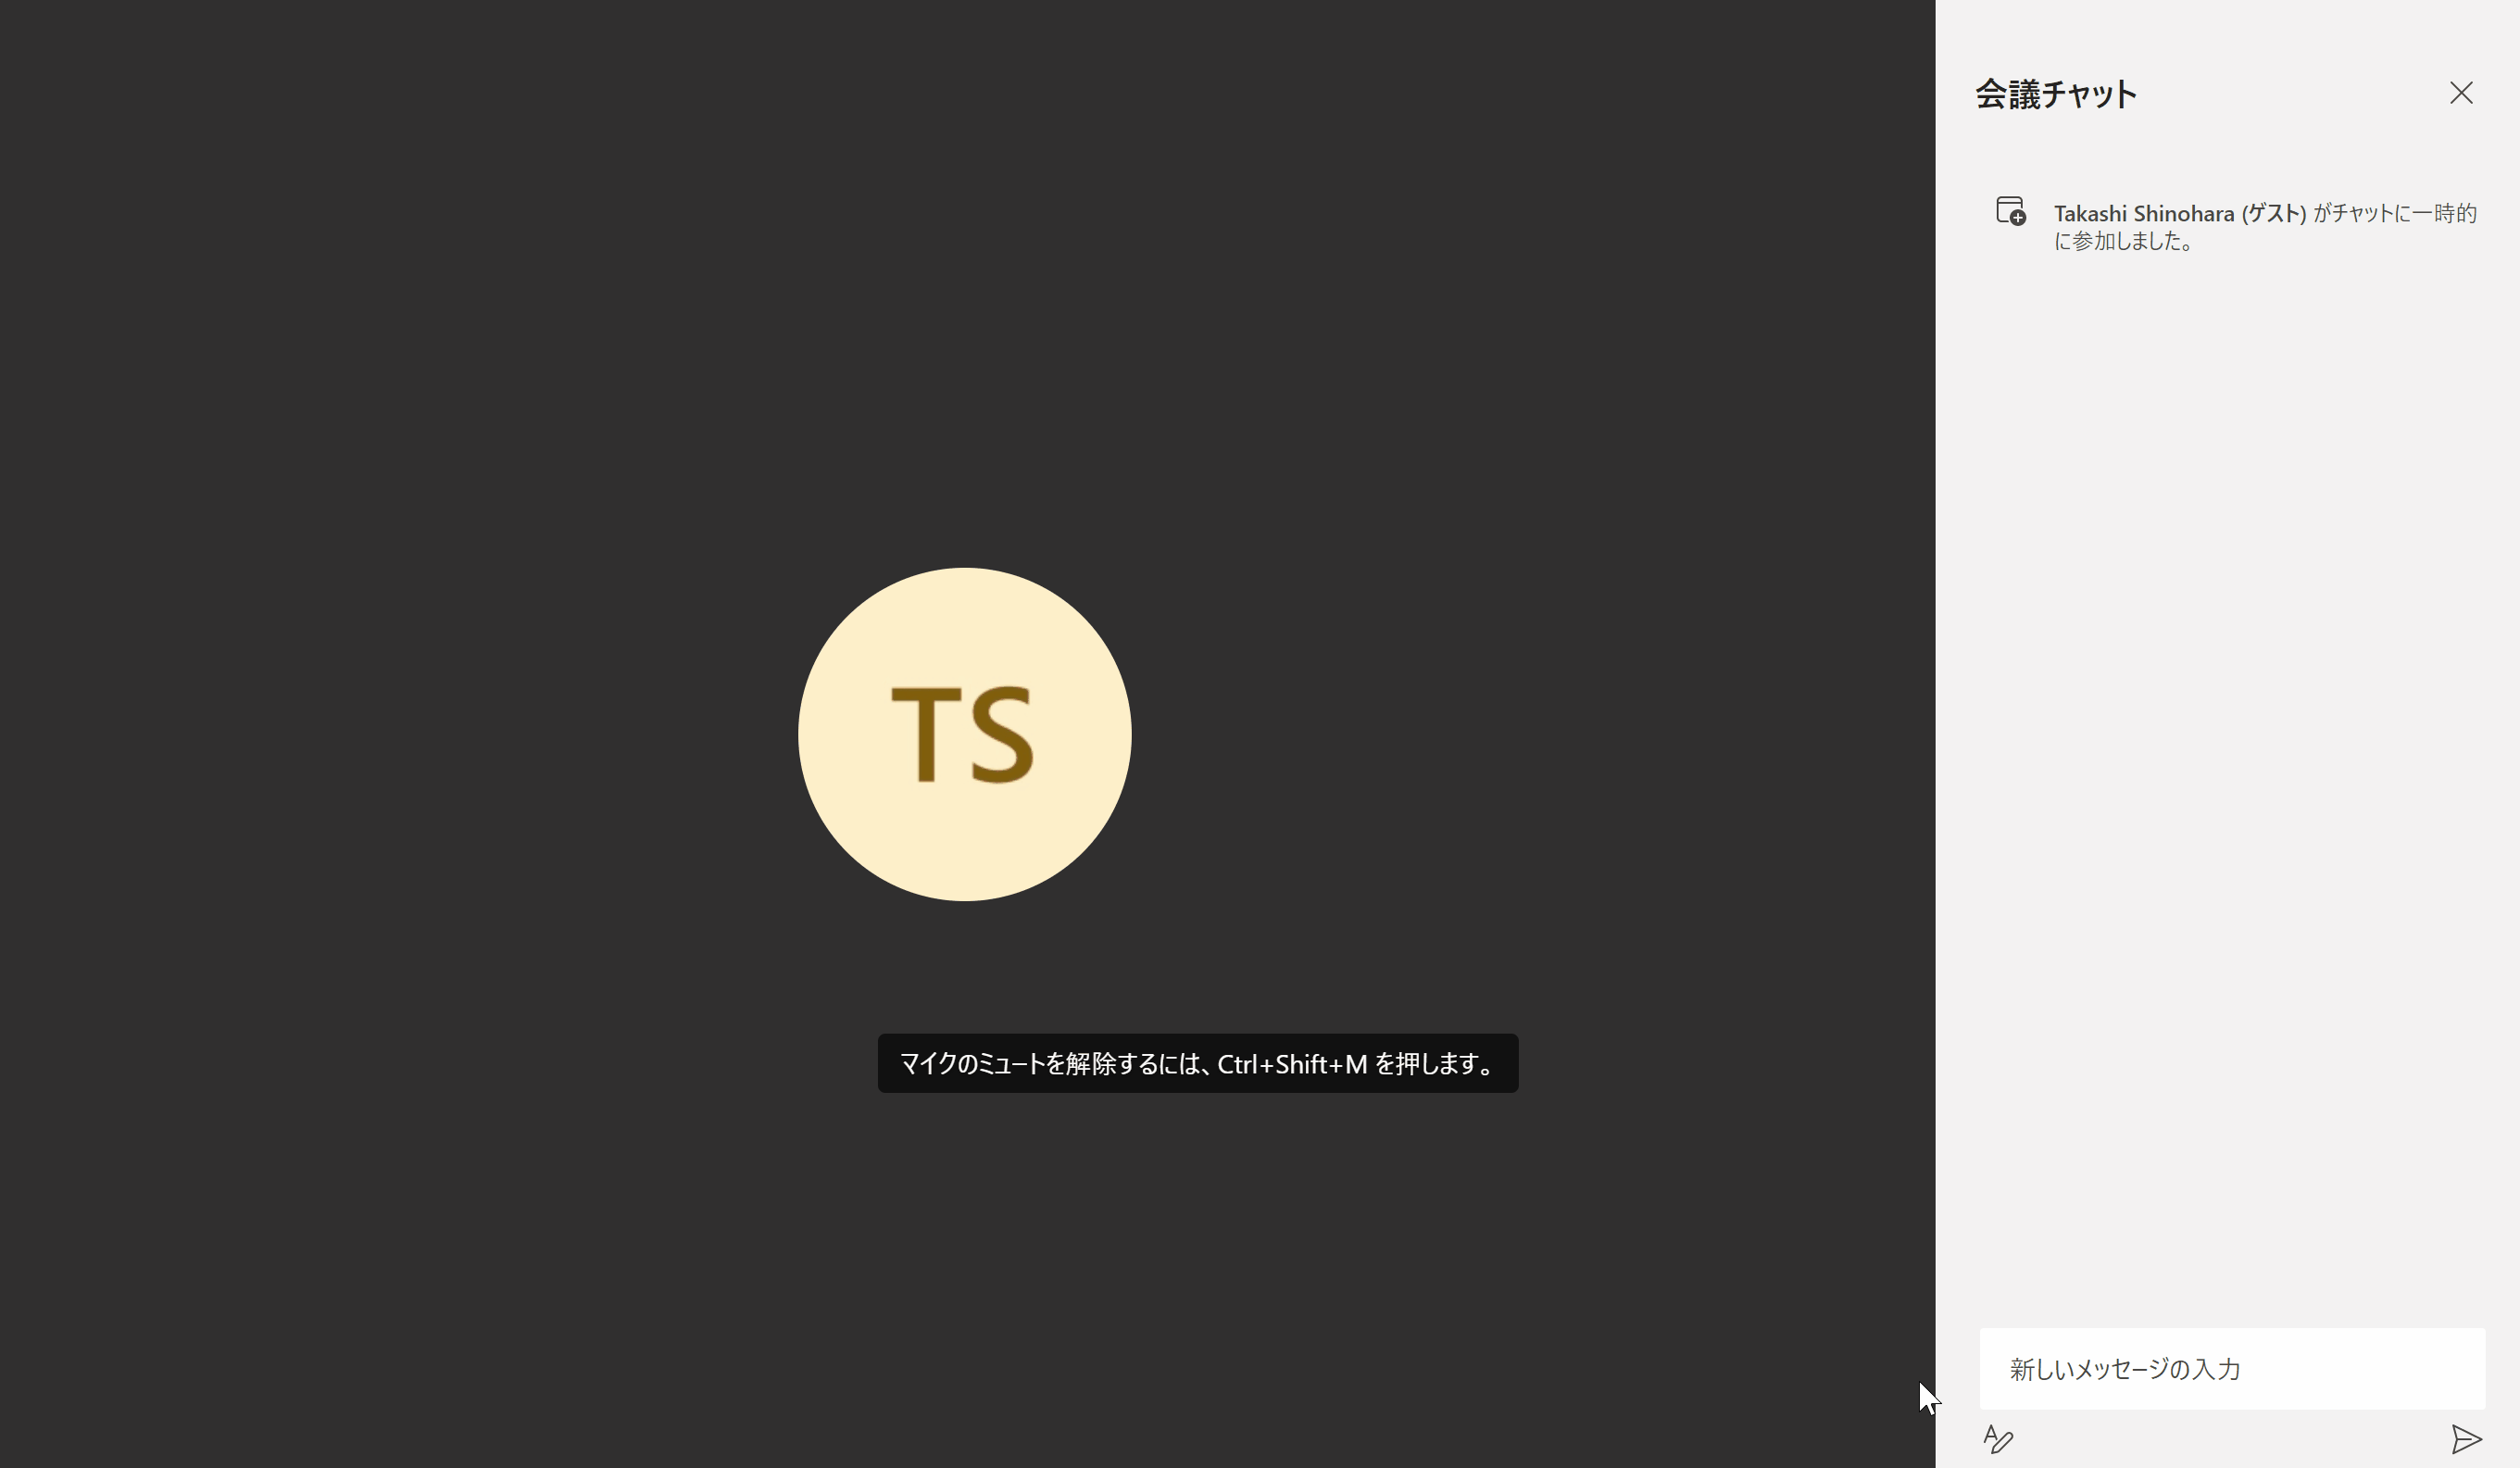 会議チャット
Takashi Shinohara (ゲスト) がチャットに一時的
に参加しました。
TS
マイクのミュートを解除するには、Ctrl+Shift+M を押します。
新しいメッセージの入力